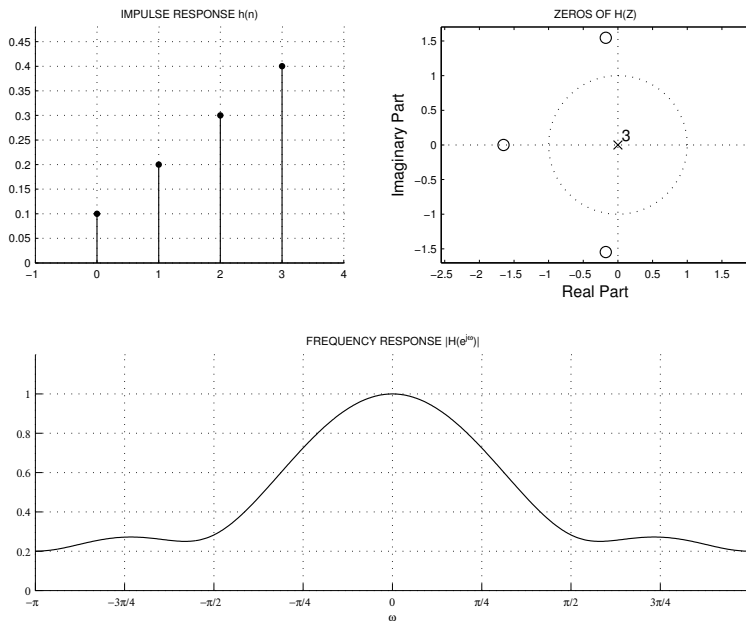 IMPULSE RESPONSE h(n)
0.45
0.4
0.35
0.3
0.25
0.2
0.15
0.1
0.05
0
−1 0 1 2 3 4
ZEROS OF H(Z)
1.5
1
0.5
0
−0.5
−1
−1.5
Imaginary Part
3
−2.5 −2 −1.5 −1 −0.5 0 0.5 1 1.5
Real Part
FREQUENCY RESPONSE |H(e^{jω})|
1
0.8
0.6
0.4
0.2
0
−π −3π/4 −π/2 −π/4 0 π/4 π/2 3π/4
ω